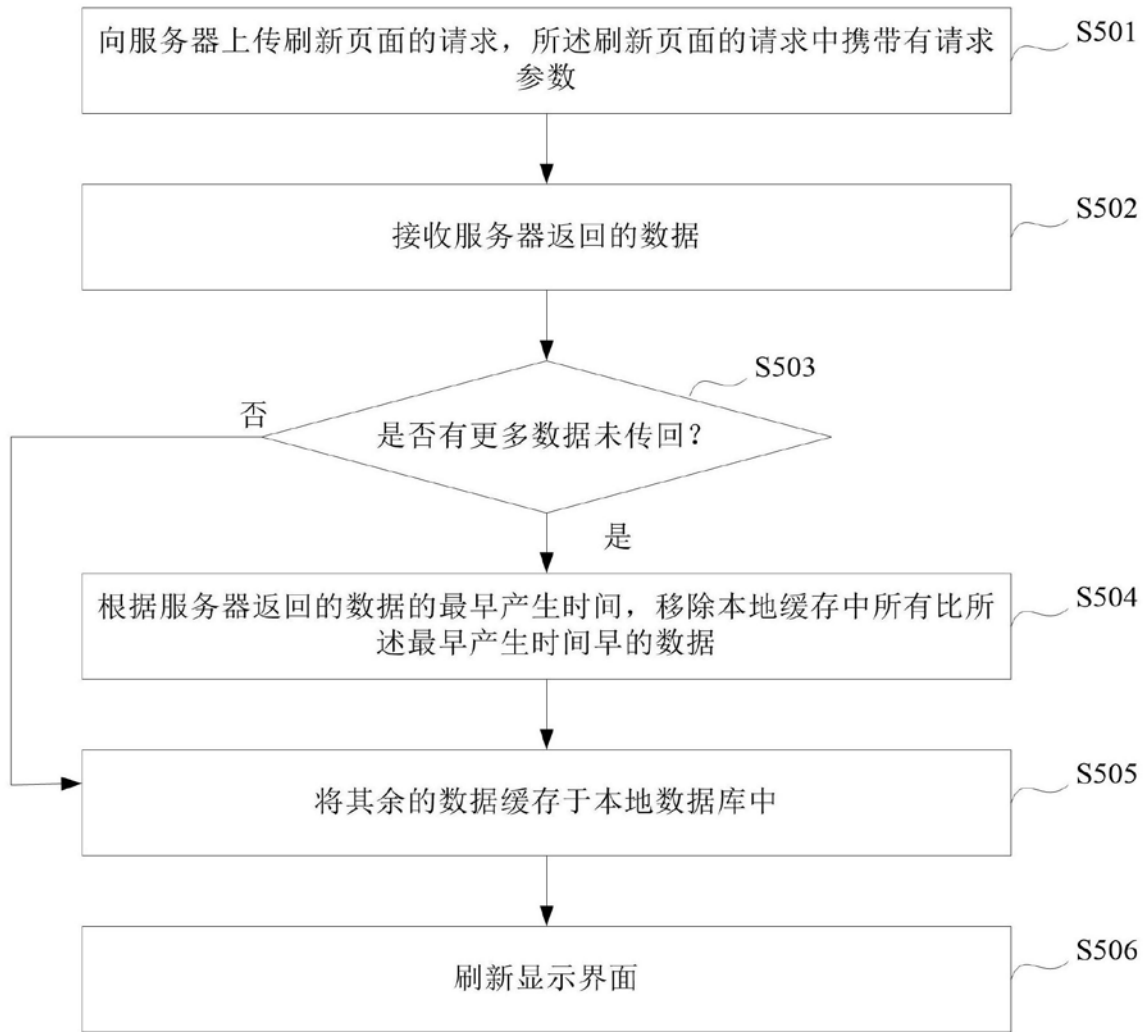 向服务器上传刷新页面的请求，所述刷新页面的请求中携带有请求
参数
S501
接收服务器返回的数据
S502
S503
否
是否有更多数据未传回？
是
根据服务器返回的数据的最早产生时间，移除本地缓存中所有比所
述最早产生时间早的数据
S504
将其余的数据缓存于本地数据库中
S505
刷新显示界面
S506